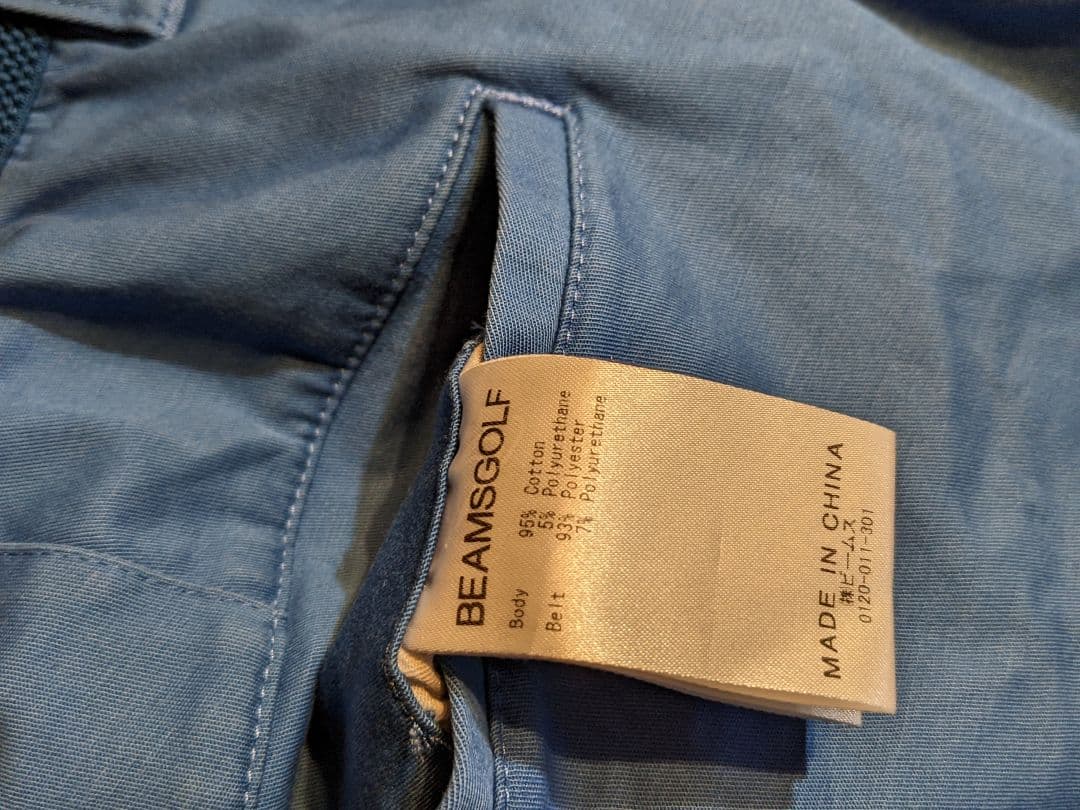 BEAMSGOLF
Body 95% Cotton
5% Polyurethane
Belt 93% Polyester
7% Polyurethane
MADE IN CHINA
㈱ビームス
0120-011-301